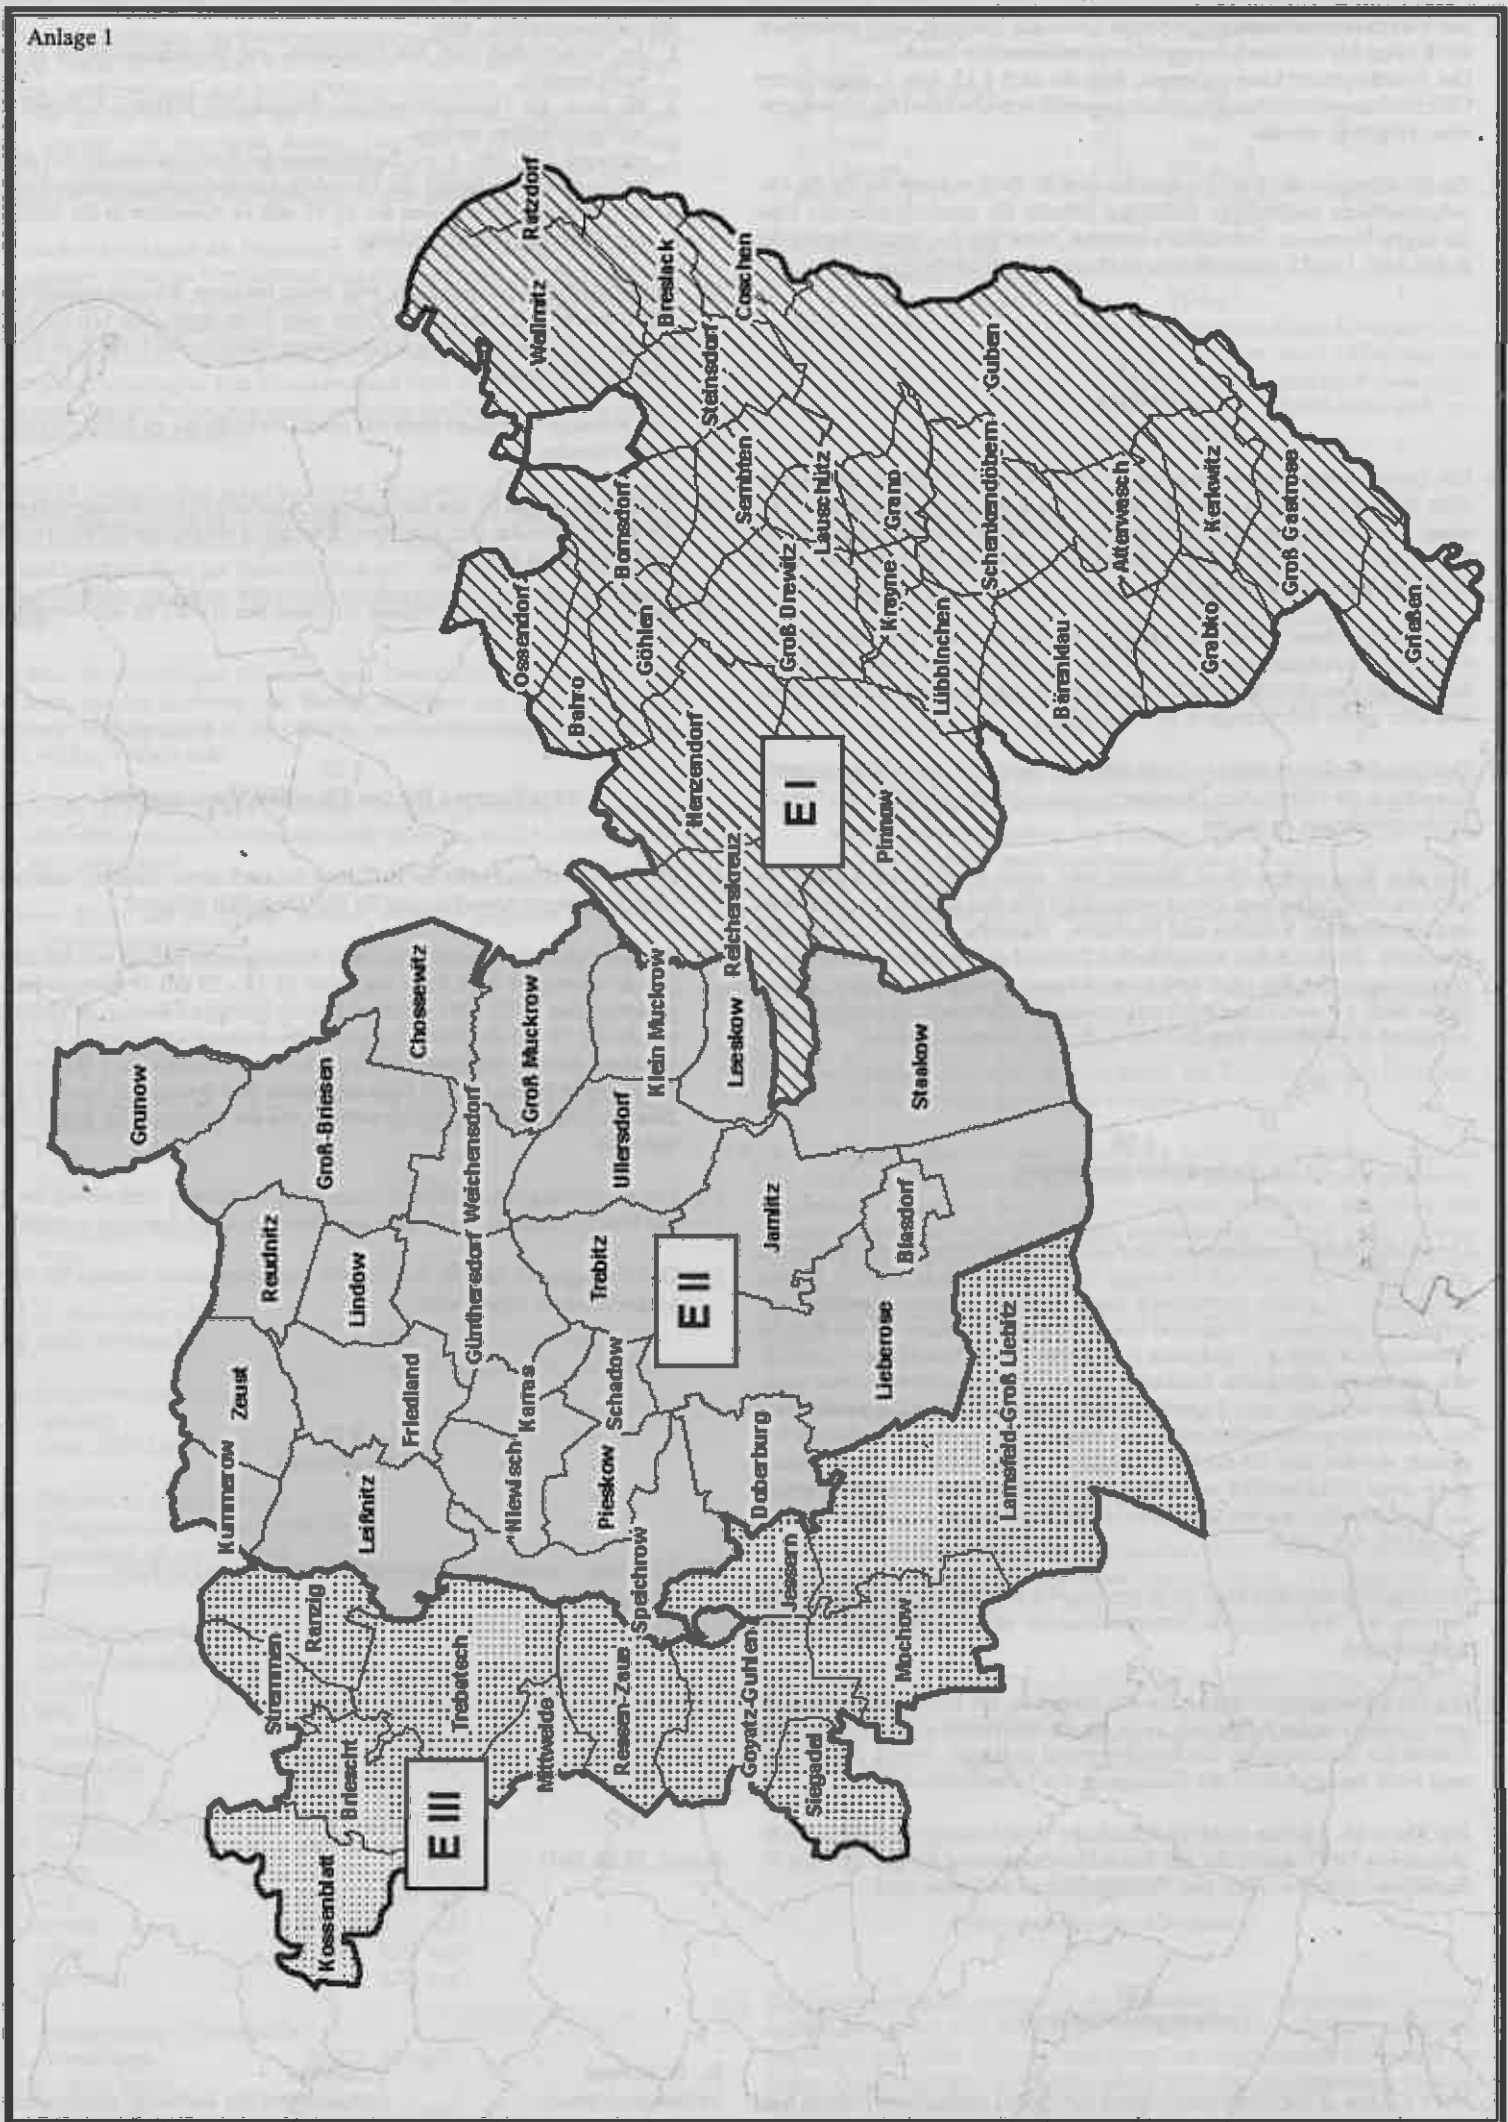 Anlage 1
Ratzdorf
Wellmitz
Breslack
Coschen
Steinsdorf
Guben
Bomsdorf
Sembten
Lauschütz
Grano
Schenkendöbern
Atterwasch
Kerkwitz
Groß Gastrose
Grießen
Ossendorf
Bahro
Göhlen
Groß Drewitz
Krayne
Lübbinchen
Bärenklau
Grabko
Henzendorf
E I
Pinnow
Reicherskreuz
Grunow
Groß-Briesen
Chossewitz
Weichensdorf
Groß Muckrow
Klein Muckrow
Leeskow
Ullersdorf
Staakow
Reudnitz
Lindow
Günthersdorf
Trebitz
E II
Jamlitz
Blasdorf
Zeust
Kummerow
Friedland
Leißnitz
Karras
Niewisch
Schadow
Pieskow
Speichrow
Doberburg
Lieberose
Lamsfeld-Groß Liebitz
Jessern
Mochow
Ranzig
Stremmen
Trebatsch
Briescht
Mittweide
Ressen-Zaue
Goyatz-Guhlen
Siegadel
E III
Kossenblatt